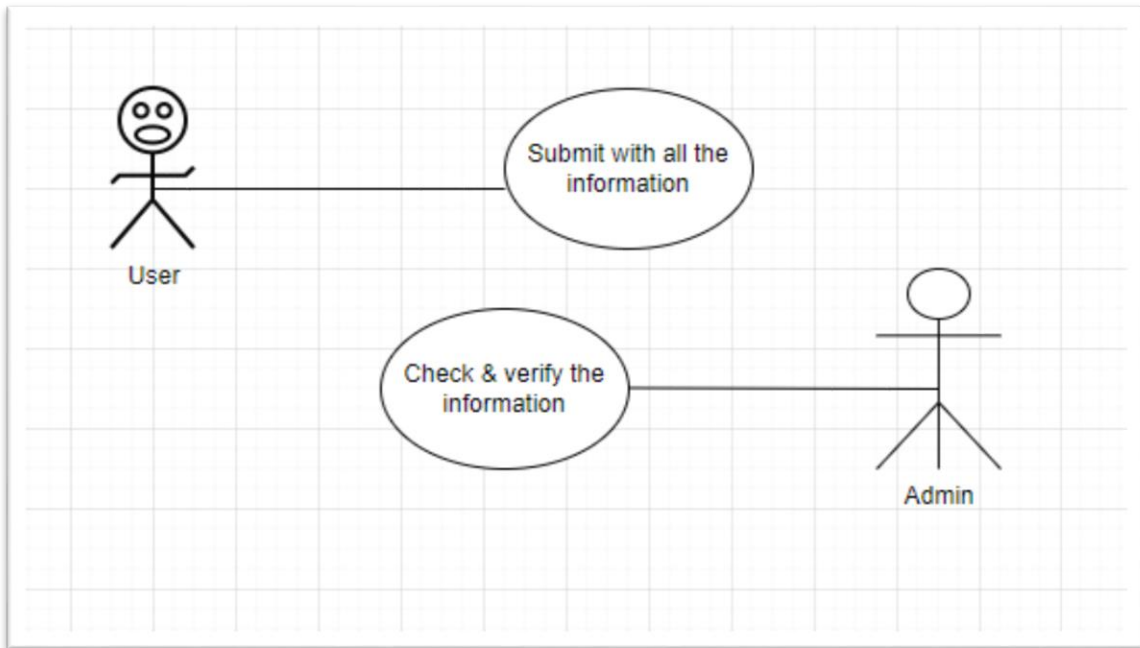 Submit with all the
information
User
Check & verify the
information
Admin